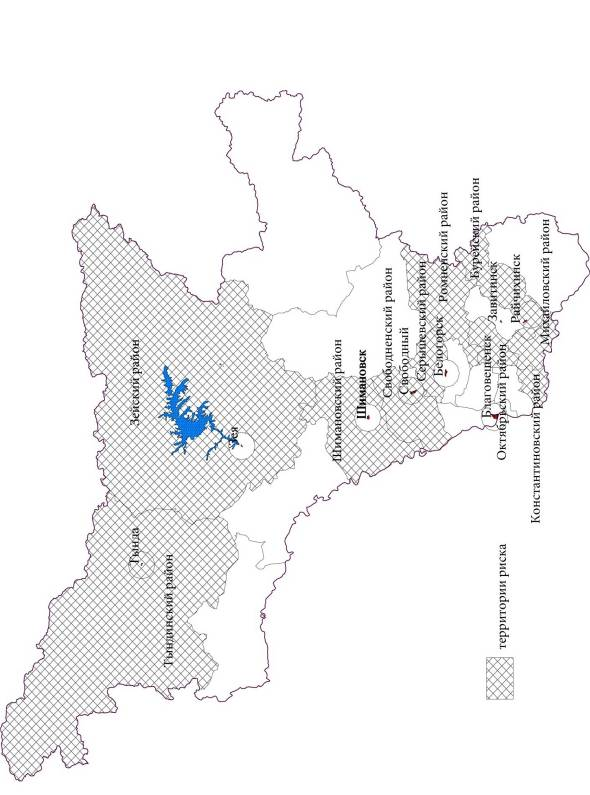 Тындинский район
Тында
Зейский район
Зея
Шимановский район
Шимановск
Свободненский район
Свободный
Серышевский район
Белогорск
Ромненский район
Бурейский район
Благовещенск
Завитинск
Октябрьский район
Райчихинск
Константиновский район
Михайловский район
территории риска